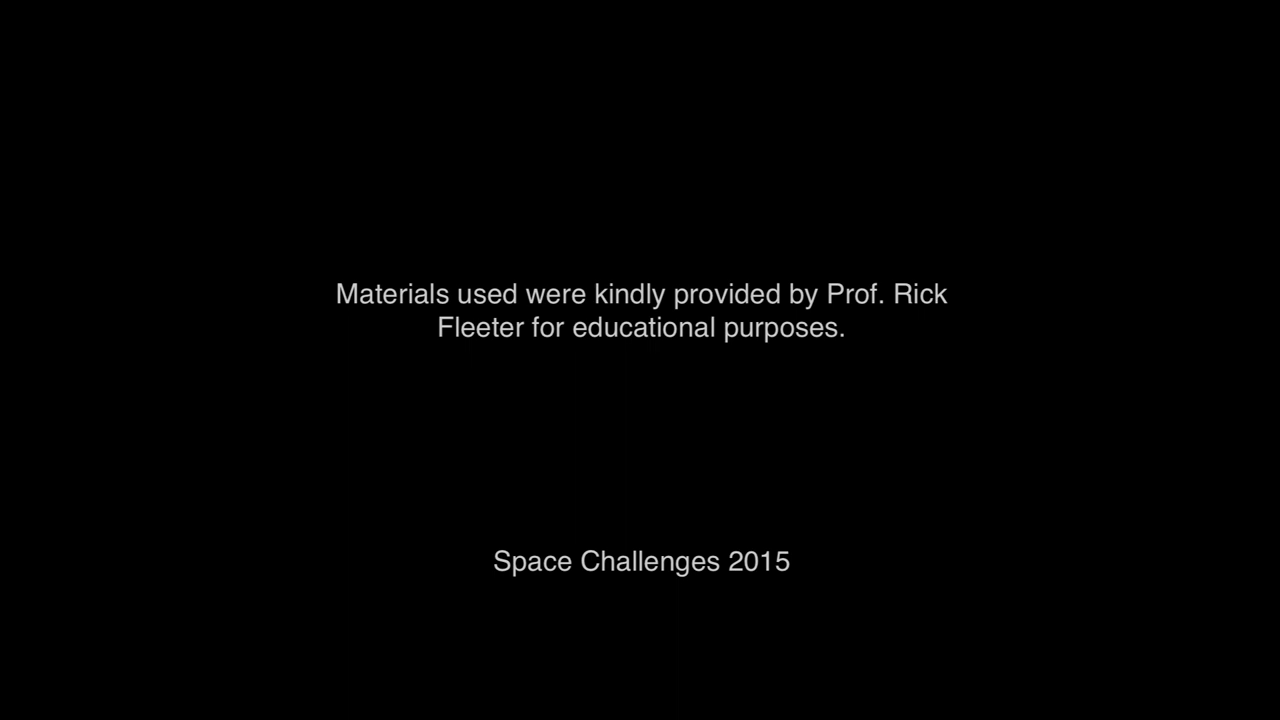 Materials used were kindly provided by Prof. Rick
Fleeter for educational purposes.
Space Challenges 2015